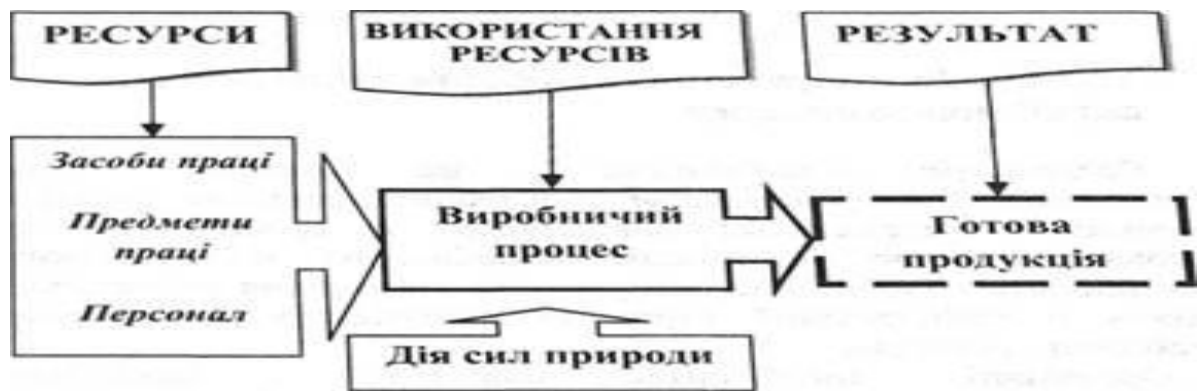 РЕСУРСИ
ВИКОРИСТАННЯ
РЕСУРСІВ
РЕЗУЛЬТАТ
Засоби праці
Предмети
праці
Персонал
Виробничий
процес
Готова
продукція
Дія сил природи